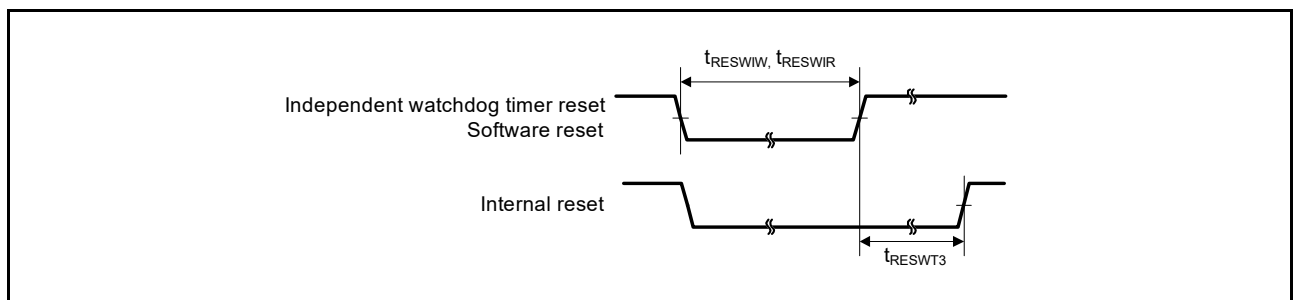 tRESWIW, tRESWIR
Independent watchdog timer reset
Software reset
Internal reset
tRESWT3